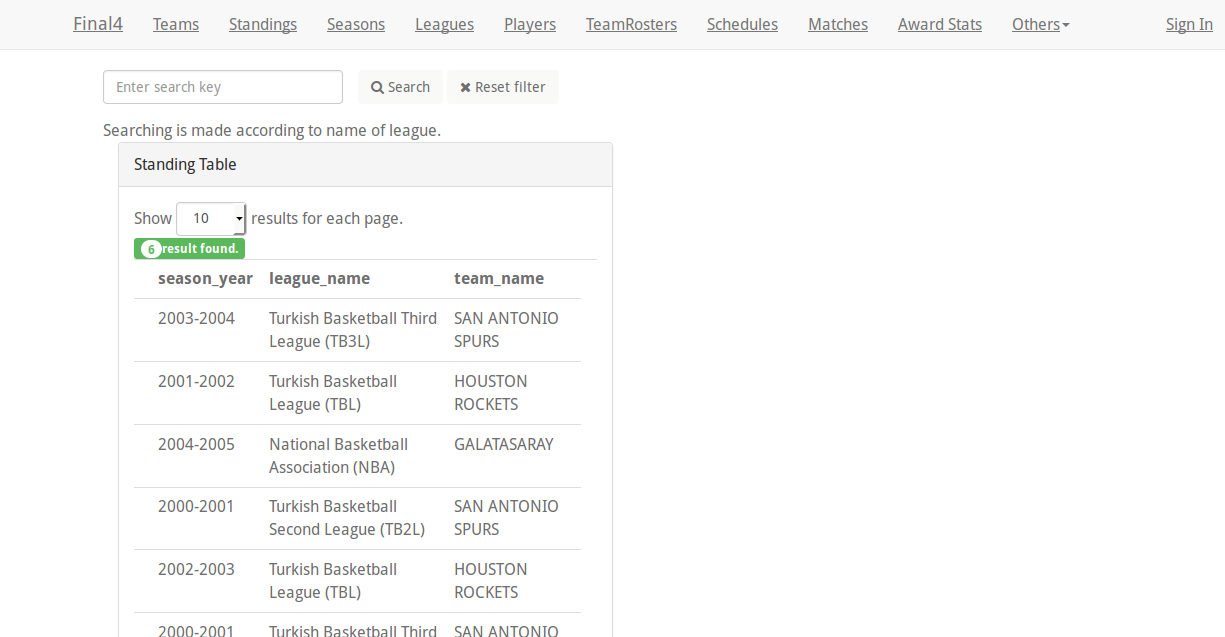 Final4 Teams Standings Seasons Leagues Players TeamRosters Schedules Matches Award Stats Others Sign In
Enter search key Search Reset filter
Searching is made according to name of league.
Standing Table
Show 10 results for each page.
6 result found.
season_year league_name team_name
2003-2004 Turkish Basketball Third SAN ANTONIO
League (TB3L) SPURS
2001-2002 Turkish Basketball HOUSTON
League (TBL) ROCKETS
2004-2005 National Basketball GALATASARAY
Association (NBA)
2000-2001 Turkish Basketball SAN ANTONIO
Second League (TB2L) SPURS
2002-2003 Turkish Basketball HOUSTON
League (TBL) ROCKETS
2000-2001 Turkish Basketball Third SAN ANTONIO